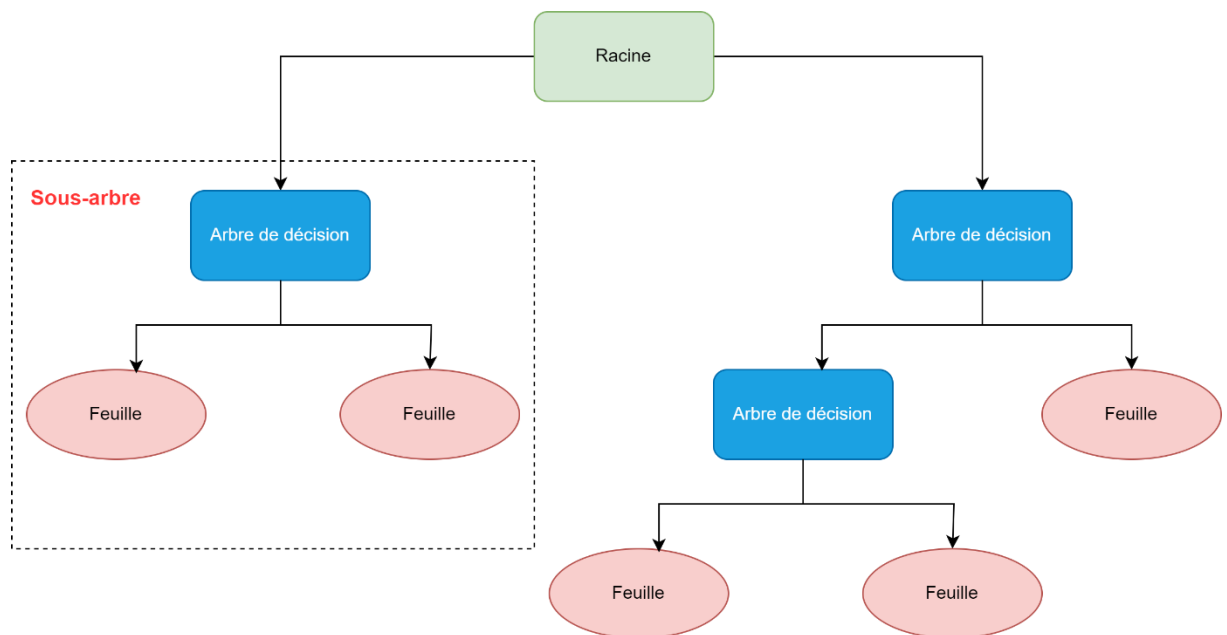 Racine
Sous-arbre
Arbre de décision
Arbre de décision
Feuille
Feuille
Arbre de décision
Feuille
Feuille
Feuille